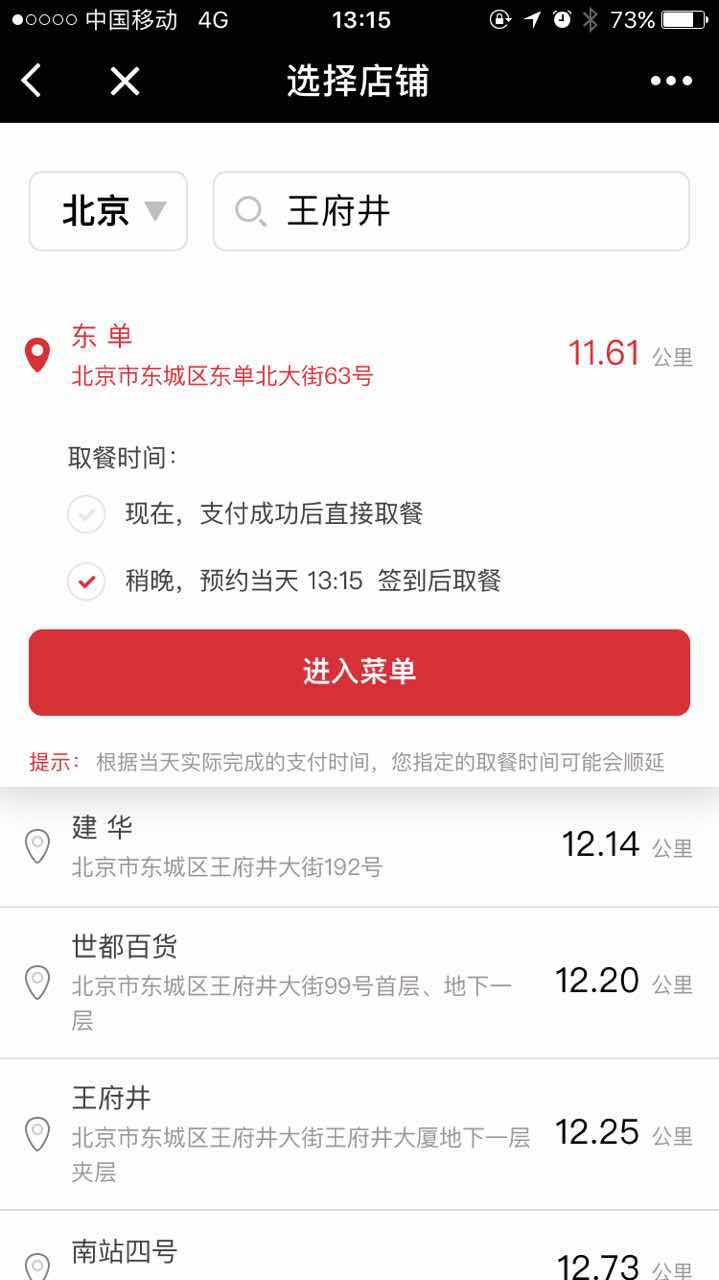 中国移动 4G 13:15 73%
选择店铺
北京 王府井
东 单
北京市东城区东单北大街63号
11.61 公里
取餐时间:
现在，支付成功后直接取餐
稍晚，预约当天 13:15 签到后取餐
进入菜单
提示： 根据当天实际完成的支付时间，您指定的取餐时间可能会顺延
建 华
北京市东城区王府井大街192号
12.14 公里
世都百货
北京市东城区王府井大街99号首层、地下一
层
12.20 公里
王府井
北京市东城区王府井大街王府井大厦地下一层
夹层
12.25 公里
南站四号
12.73 公里